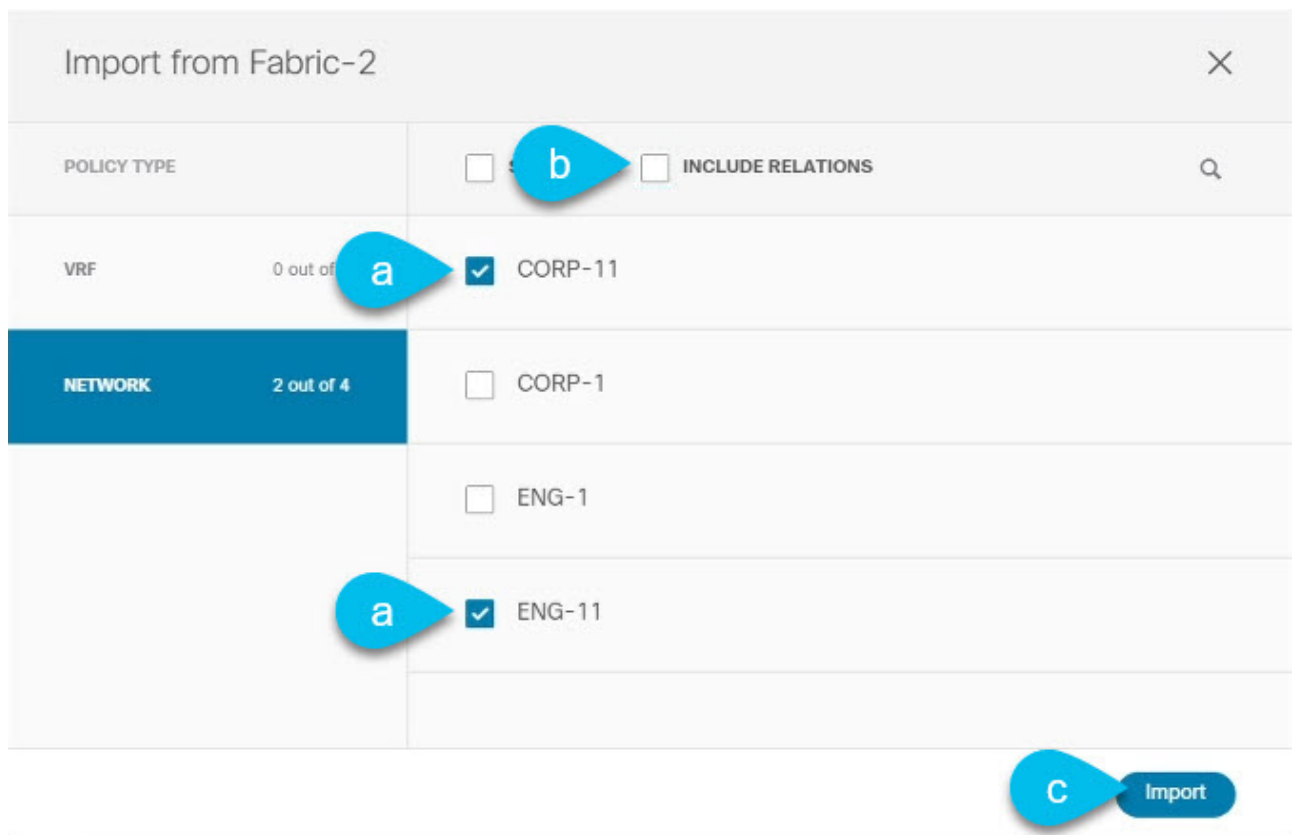 Import from Fabric-2
POLICY TYPE
b
INCLUDE RELATIONS
VRF
0 out of
a
CORP-11
NETWORK
2 out of 4
CORP-1
ENG-1
a
ENG-11
c
Import